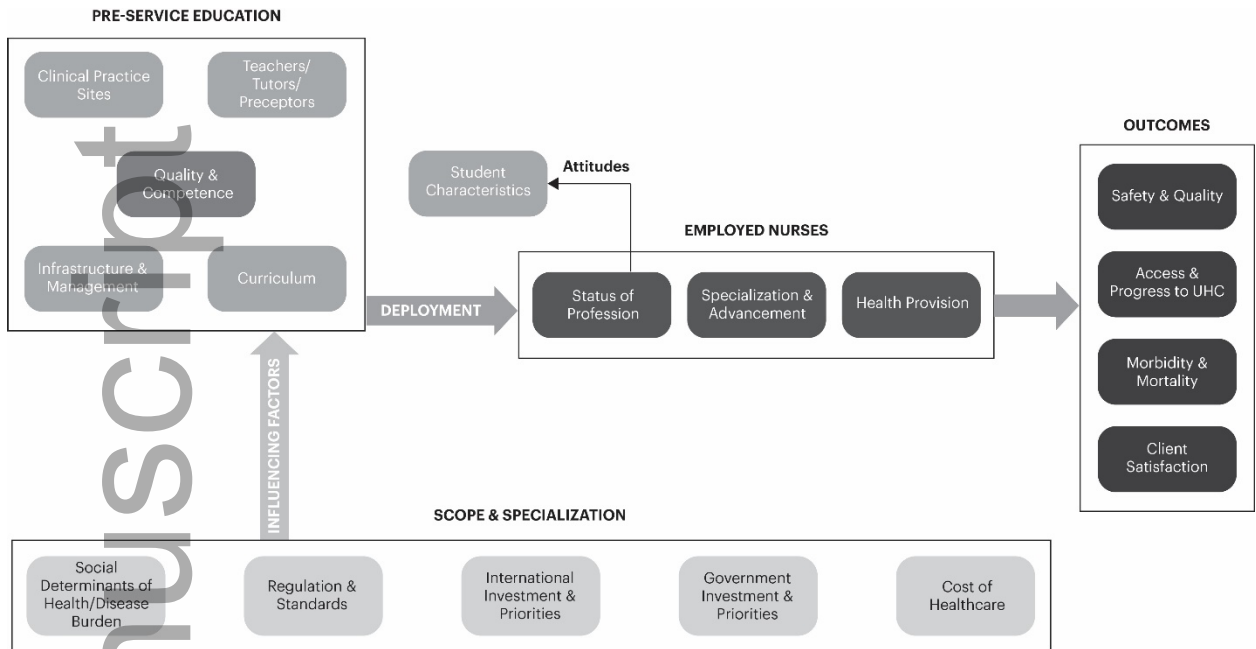 PRE-SERVICE EDUCATION
Clinical Practice
Sites
Teachers/
Tutors/
Preceptors
Quality &
Competence
Infrastructure &
Management
Curriculum
Student
Characteristics
Attitudes
DEPLOYMENT
EMPLOYED NURSES
Status of
Profession
Specialization &
Advancement
Health Provision
OUTCOMES
Safety & Quality
Access &
Progress to UHC
Morbidity &
Mortality
Client
Satisfaction
INFLUENCING FACTORS
SCOPE & SPECIALIZATION
Social
Determinants of
Health/Disease
Burden
Regulation &
Standards
International
Investment &
Priorities
Government
Investment &
Priorities
Cost of
Healthcare
nuscript